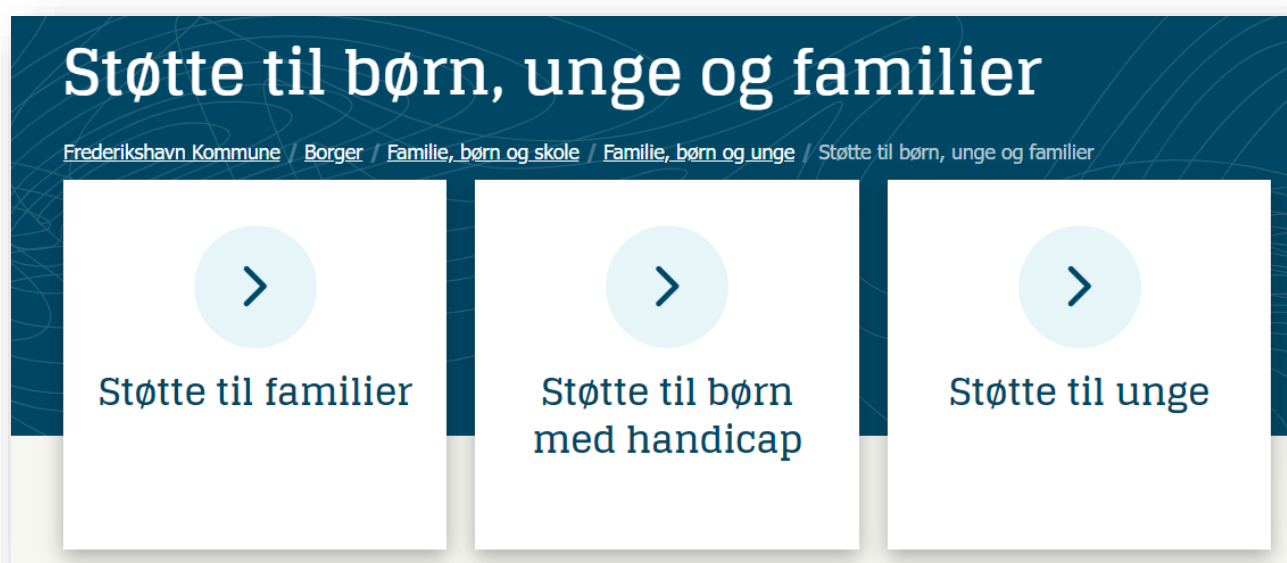 Støtte til børn, unge og familier
Frederikshavn Kommune / Borger / Familie, børn og skole / Familie, børn og unge / Støtte til børn, unge og familier
Støtte til familier
Støtte til børn
med handicap
Støtte til unge